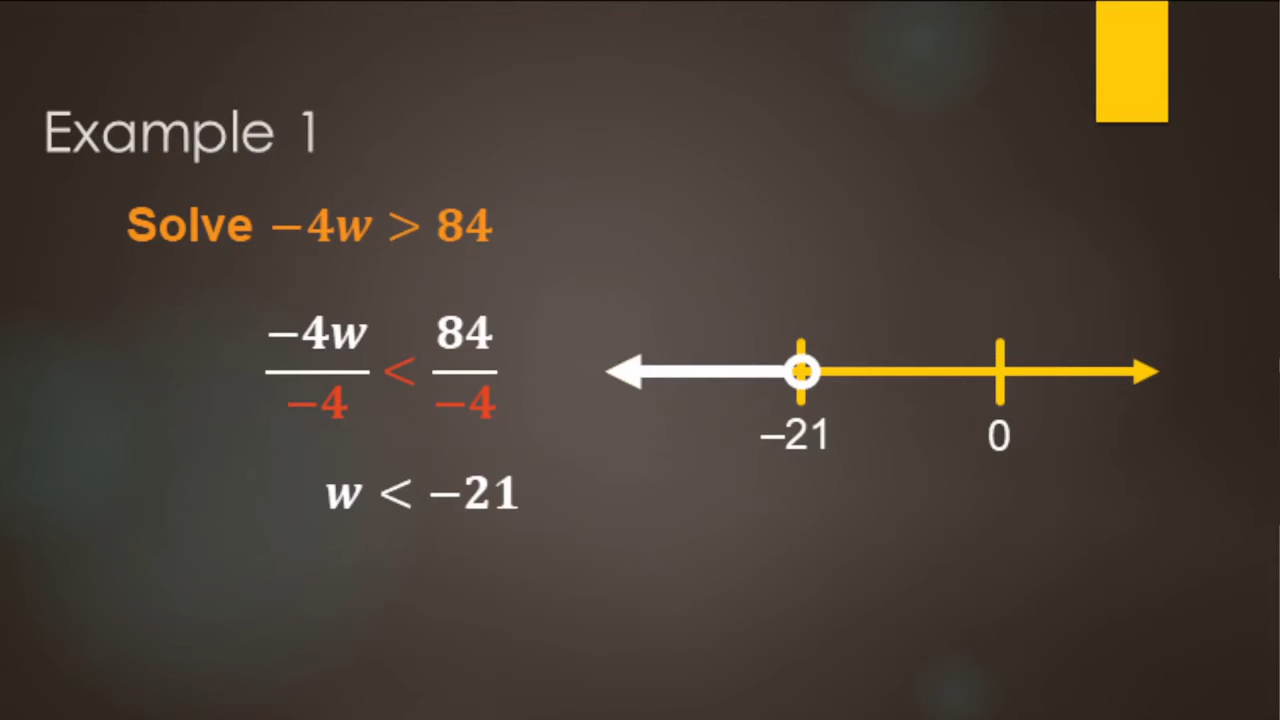 Example 1
Solve −4w > 84
−4w/−4 < 84/−4
w < −21
–21 0